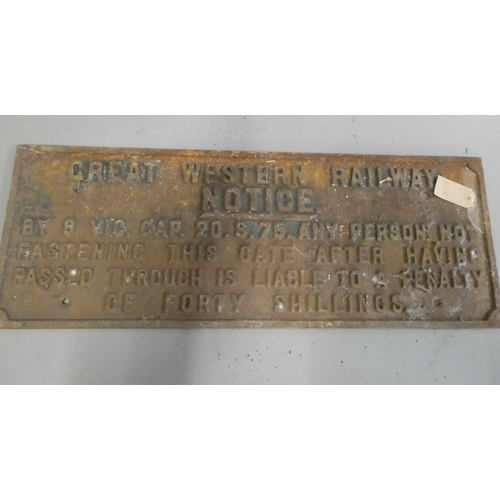 GREAT WESTERN RAILWAY
NOTICE.
BY 9 VIC. CAP. 20. S. 75. ANY PERSON NOT
FASTENING THIS GATE AFTER HAVING
PASSED THROUGH IS LIABLE TO A PENALTY
OF FORTY SHILLINGS.